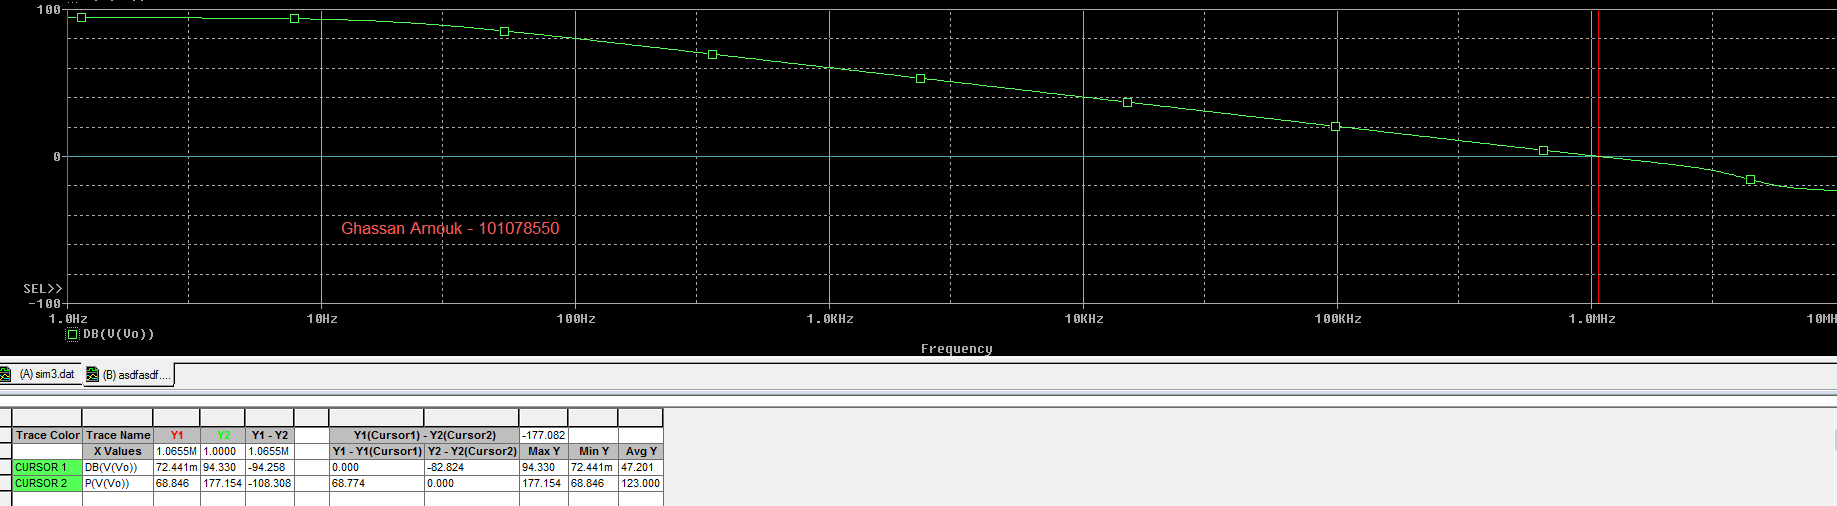 100
0
Ghassan Arnouk - 101078550
SEL>>
-100
1.0Hz 10Hz 100Hz 1.0KHz 10KHz 100KHz 1.0MHz
DB(V(Vo))
Frequency
(A) sim3.dat (B) asdfasdf....
Trace Color Trace Name Y1 Y2 Y1 - Y2 Y1(Cursor1) - Y2(Cursor2) -177.082
X Values 1.0655M 1.0000 1.0655M Y1 - Y1(Cursor1) Y2 - Y2(Cursor2) Max Y Min Y Avg Y
CURSOR 1 DB(V(Vo)) 72.441m 94.330 -94.258 0.000 -82.824 94.330 72.441m 47.201
CURSOR 2 P(V(Vo)) 68.846 177.154 -108.308 68.774 0.000 177.154 68.846 123.000